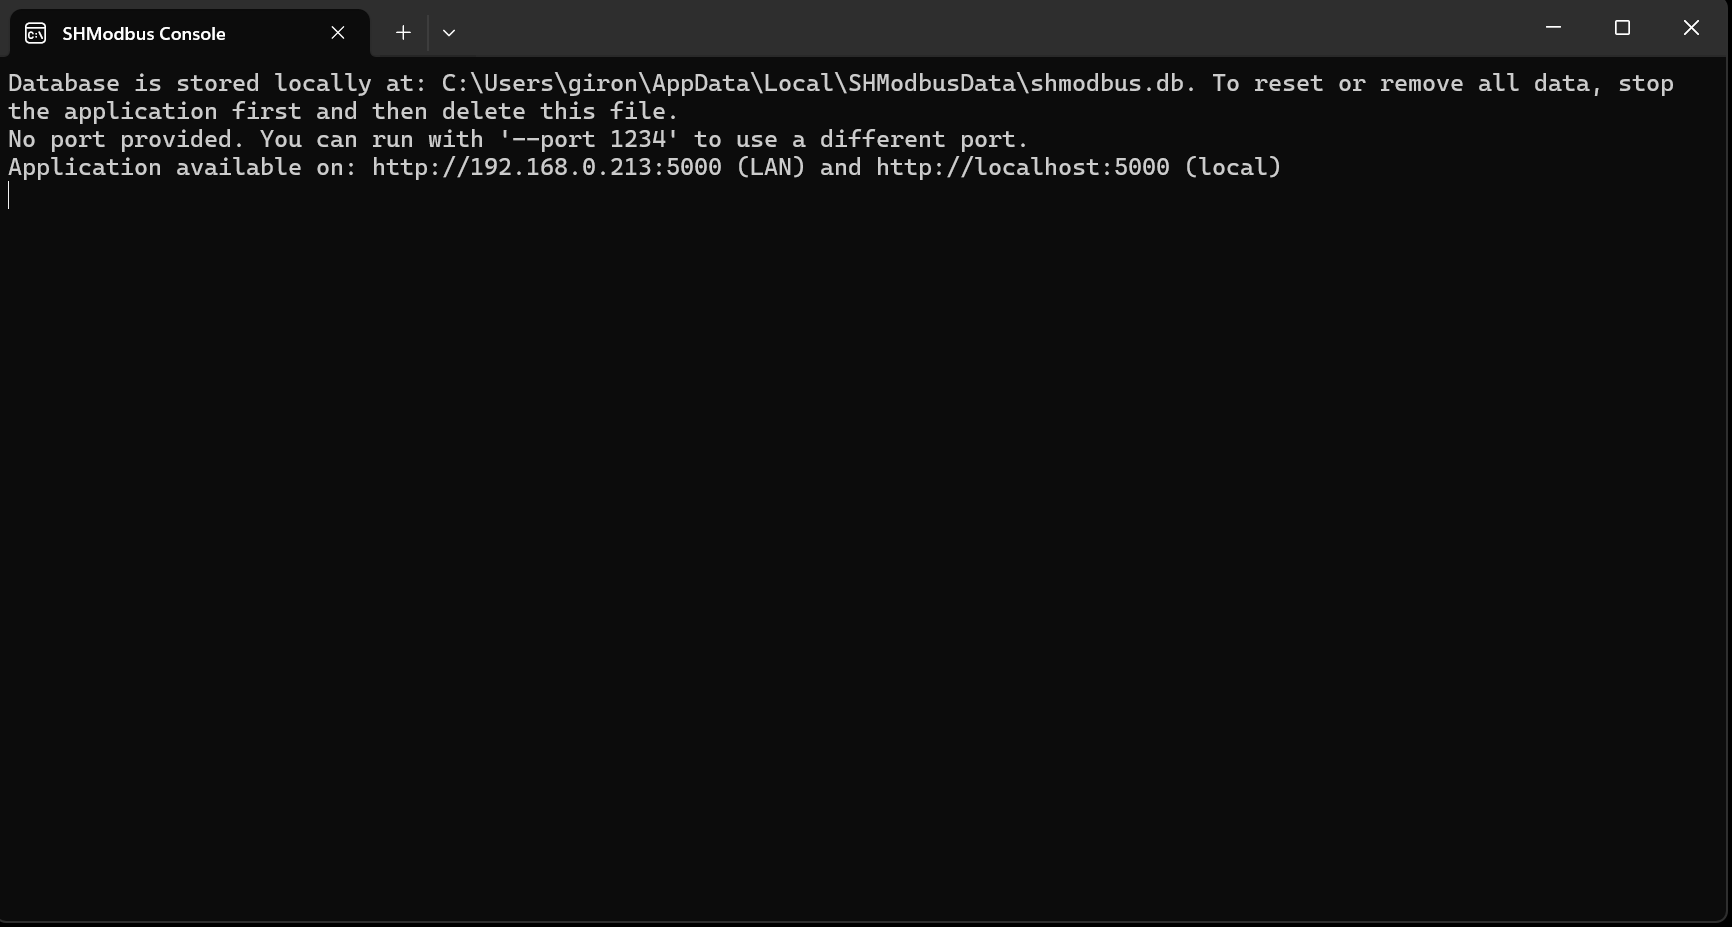 SHModbus Console
Database is stored locally at: C:\Users\giron\AppData\Local\SHModbusData\shmodbus.db. To reset or remove all data, stop
the application first and then delete this file.
No port provided. You can run with '--port 1234' to use a different port.
Application available on: http://192.168.0.213:5000 (LAN) and http://localhost:5000 (local)